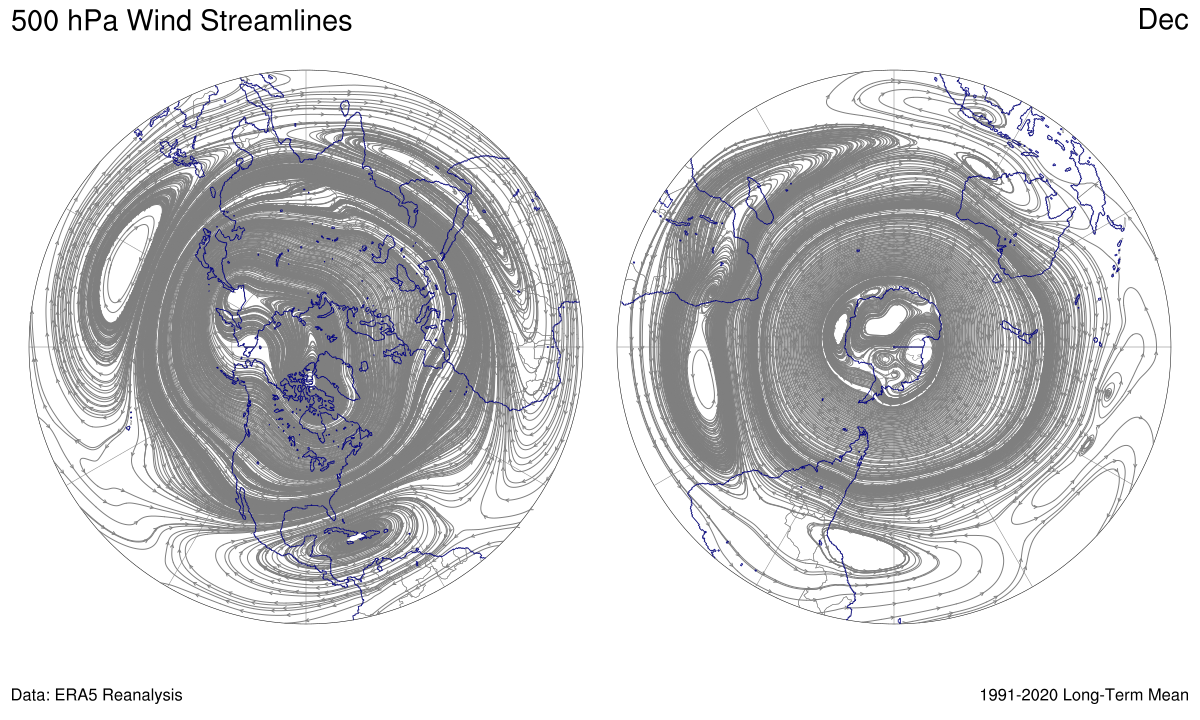 500 hPa Wind Streamlines
Dec
Data: ERA5 Reanalysis
1991-2020 Long-Term Mean